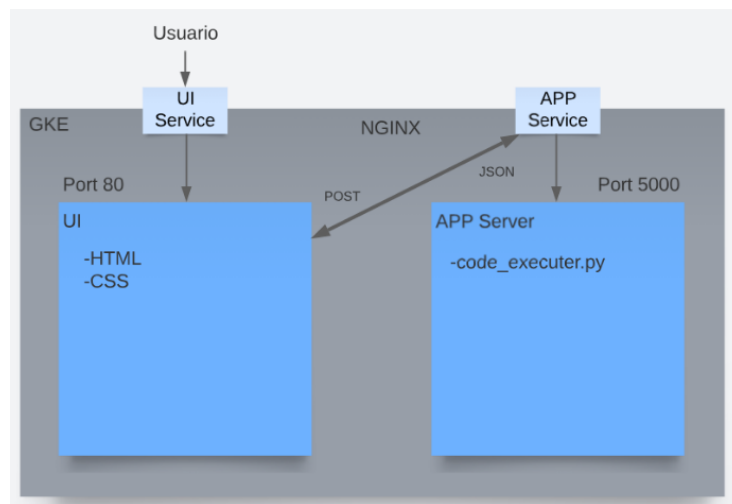 Usuario
UI
Service
APP
Service
GKE
NGINX
Port 80
POST
JSON
Port 5000
UI
-HTML
-CSS
APP Server
-code_executer.py